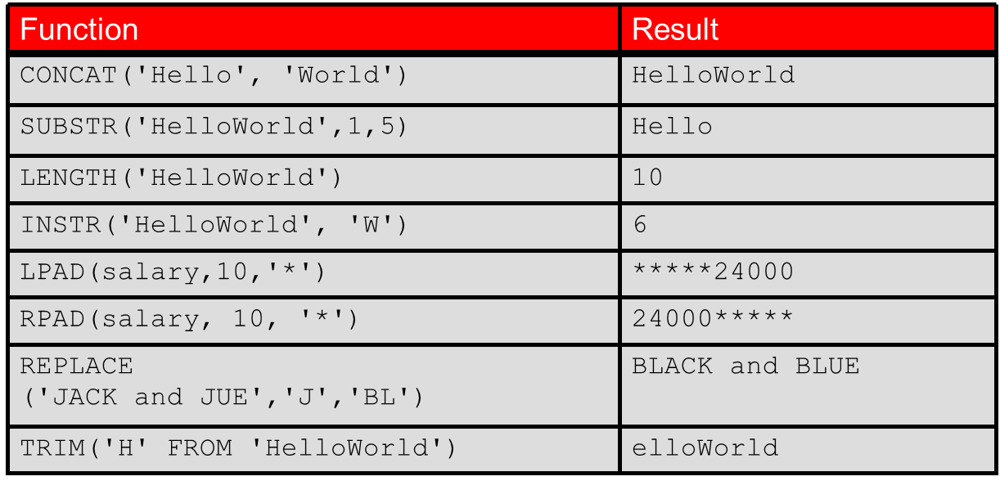 Function Result
CONCAT('Hello', 'World') HelloWorld
SUBSTR('HelloWorld',1,5) Hello
LENGTH('HelloWorld') 10
INSTR('HelloWorld', 'W') 6
LPAD(salary,10,'*') *****24000
RPAD(salary, 10, '*') 24000*****
REPLACE BLACK and BLUE
('JACK and JUE','J','BL')
TRIM('H' FROM 'HelloWorld') elloWorld